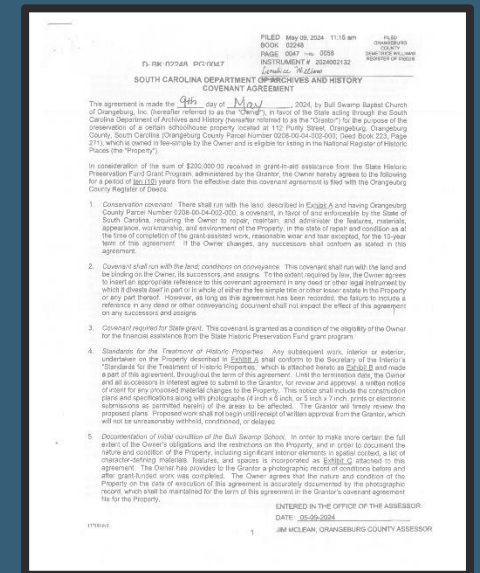 FILED May 09, 2024 11:15 am
BOOK 02248
PAGE 0047 thru 0056
INSTRUMENT # 2024002132
FILED
ORANGEBURG
COUNTY
REGISTER OF DEEDS
D- BK 02248 PG:0047
SOUTH CAROLINA DEPARTMENT OF ARCHIVES AND HISTORY
COVENANT AGREEMENT
This agreement is made the 9th day of May, 2024, by Bull Swamp Baptist Church
of Orangeburg, Inc. (hereafter referred to as the "Owner"), in favor of the State acting through the South
Carolina Department of Archives and History (hereafter referred to as the "Grantor") for the purpose of the
preservation of a certain schoolhouse property located at 112 Purity Street, Orangeburg, Orangeburg
County, South Carolina (Orangeburg County Parcel Number 0208-00-04-002-000; Deed Book 223, Page
271), which is owned in fee-simple by the Owner and is eligible for listing in the National Register of Historic
Places (the "Property").
In consideration of the sum of $200,000.00 received in grant-in-aid assistance from the State Historic
Preservation Fund Grant Program, administered by the Grantor, the Owner hereby agrees to the following
for a period of ten (10) years from the effective date this covenant agreement is filed with the Orangeburg
County Register of Deeds:
1. Conservation covenant. There shall run with the land, described in Exhibit A and having Orangeburg
County Parcel Number 0208-00-04-002-000, a covenant, in favor of and enforceable by the State of
South Carolina, requiring the Owner to repair, maintain, and administer the features, materials,
appearance, workmanship, and environment of the Property, in the state of repair and condition as at
the time of completion of the grant-assisted work, reasonable wear and tear excepted, for the 10-year
term of this agreement. If the Owner changes, any successors shall conform as stated in this
agreement.
2. Covenant shall run with the land; conditions on conveyance. This covenant shall run with the land and
be binding on the Owner, its successors, and assigns. To the extent required by law, the Owner agrees
to insert an appropriate reference to this covenant agreement in any deed or other legal instrument by
which it divests itself in part or in whole of either the fee simple title or other lesser estate in the Property
or any part thereof. However, as long as this agreement has been recorded, the failure to include a
reference in any deed or other conveyancing document shall not impact the effect of this agreement
on any successors and assigns.
3. Covenant required for State grant. This covenant is granted as a condition of the eligibility of the Owner
for the financial assistance from the State Historic Preservation Fund grant program.
4. Standards for the Treatment of Historic Properties. Any subsequent work, interior or exterior,
undertaken on the Property described in Exhibit A shall conform to the Secretary of the Interior's
"Standards for the Treatment of Historic Properties," which is attached hereto as Exhibit B and made
a part of this agreement, throughout the term of this agreement. Until the termination date, the Owner
and all successors in interest agree to submit to the Grantor, for review and approval, a written notice
of intent for any proposed material changes to the Property. This notice shall include the construction
plans and specifications along with photographs (4 inch x 6 inch, or 5 inch x 7 inch, prints or electronic
submissions as permitted herein) of the areas to be affected. The Grantor will timely review the
proposed plans. Proposed work shall not begin until receipt of written approval from the Grantor, which
will not be unreasonably withheld, conditioned, or delayed.
5. Documentation of initial condition of the Bull Swamp School. In order to make more certain the full
extent of the Owner's obligations and the restrictions on the Property, and in order to document the
nature and condition of the Property, including significant interior elements in spatial context, a list of
character-defining materials, features, and spaces is incorporated as Exhibit C attached to this
agreement. The Owner has provided to the Grantor a photographic record of conditions before and
after grant-funded work was completed. The Owner agrees that the nature and condition of the
Property on the date of execution of this agreement is accurately documented by the photographic
record, which shall be maintained for the term of this agreement in the Grantor's covenant agreement
file for the Property.
ENTERED IN THE OFFICE OF THE ASSESSOR
DATE: 05-09-2024
1
JIM MCLEAN, ORANGEBURG COUNTY ASSESSOR